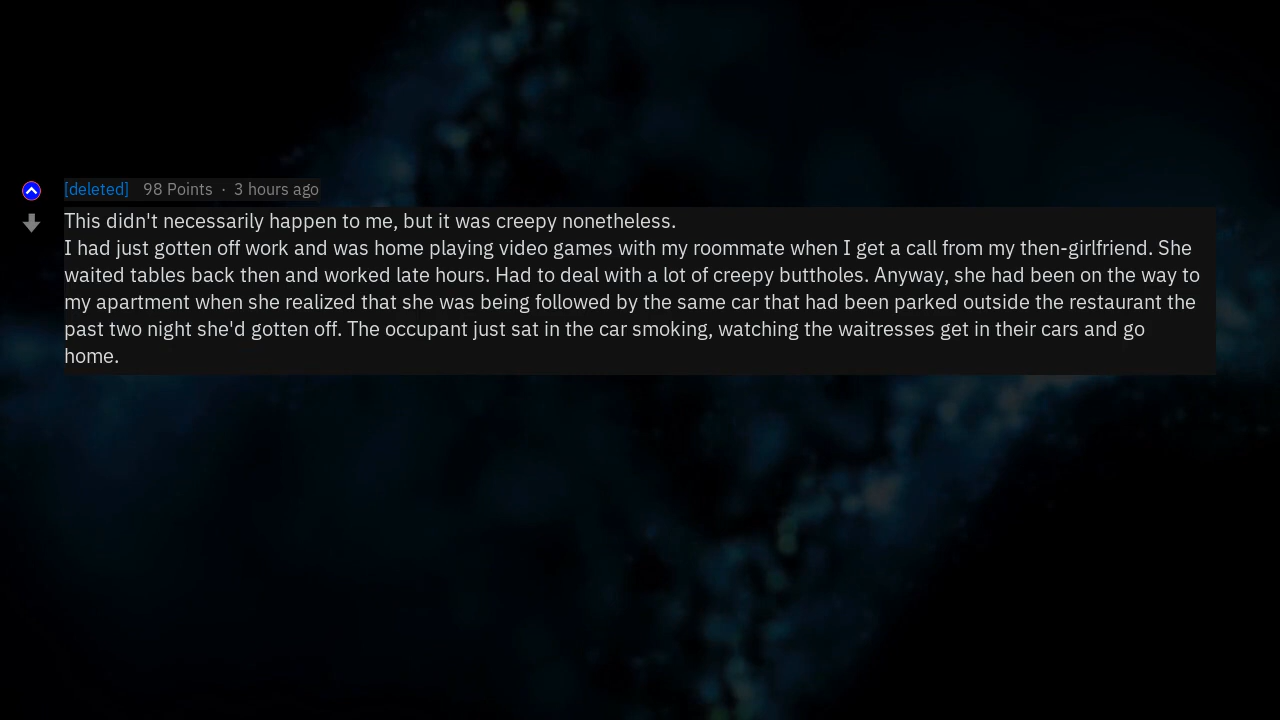 [deleted] 98 Points · 3 hours ago
This didn't necessarily happen to me, but it was creepy nonetheless.
I had just gotten off work and was home playing video games with my roommate when I get a call from my then-girlfriend. She
waited tables back then and worked late hours. Had to deal with a lot of creepy buttholes. Anyway, she had been on the way to
my apartment when she realized that she was being followed by the same car that had been parked outside the restaurant the
past two night she'd gotten off. The occupant just sat in the car smoking, watching the waitresses get in their cars and go
home.